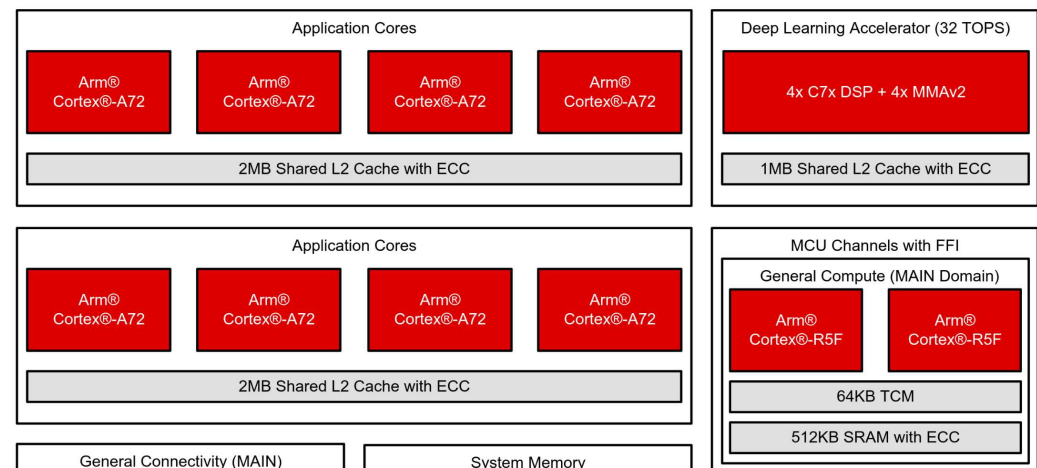 Application Cores
Arm®
Cortex®-A72
Arm®
Cortex®-A72
Arm®
Cortex®-A72
Arm®
Cortex®-A72
2MB Shared L2 Cache with ECC
Deep Learning Accelerator (32 TOPS)
4x C7x DSP + 4x MMAv2
1MB Shared L2 Cache with ECC
Application Cores
Arm®
Cortex®-A72
Arm®
Cortex®-A72
Arm®
Cortex®-A72
Arm®
Cortex®-A72
2MB Shared L2 Cache with ECC
MCU Channels with FFI
General Compute (MAIN Domain)
Arm®
Cortex®-R5F
Arm®
Cortex®-R5F
64KB TCM
512KB SRAM with ECC
General Connectivity (MAIN)
System Memory